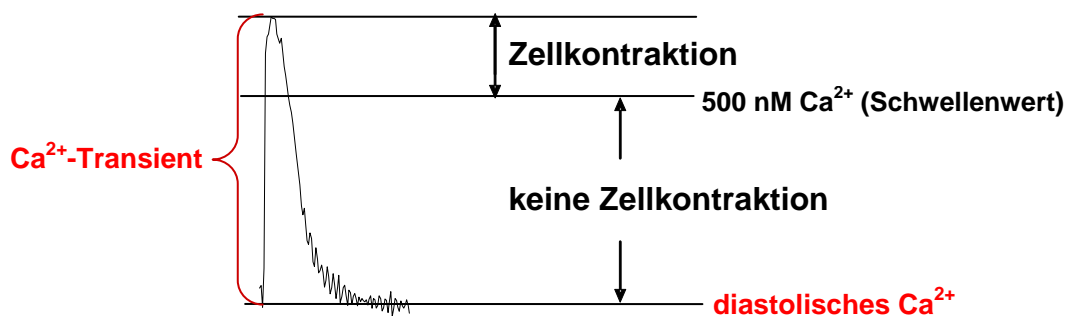 Zellkontraktion
500 nM Ca²⁺ (Schwellenwert)
Ca²⁺-Transient
keine Zellkontraktion
diastolisches Ca²⁺